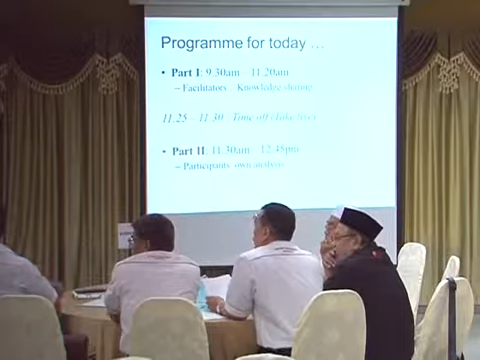 Programme for today …
• Part I: 9.30am – 11.20am
– Facilitators – Knowledge sharing
11.25 – 11.30 Time off (Take five)
• Part II: 11.30am – 12.45pm
– Participants' own analysis